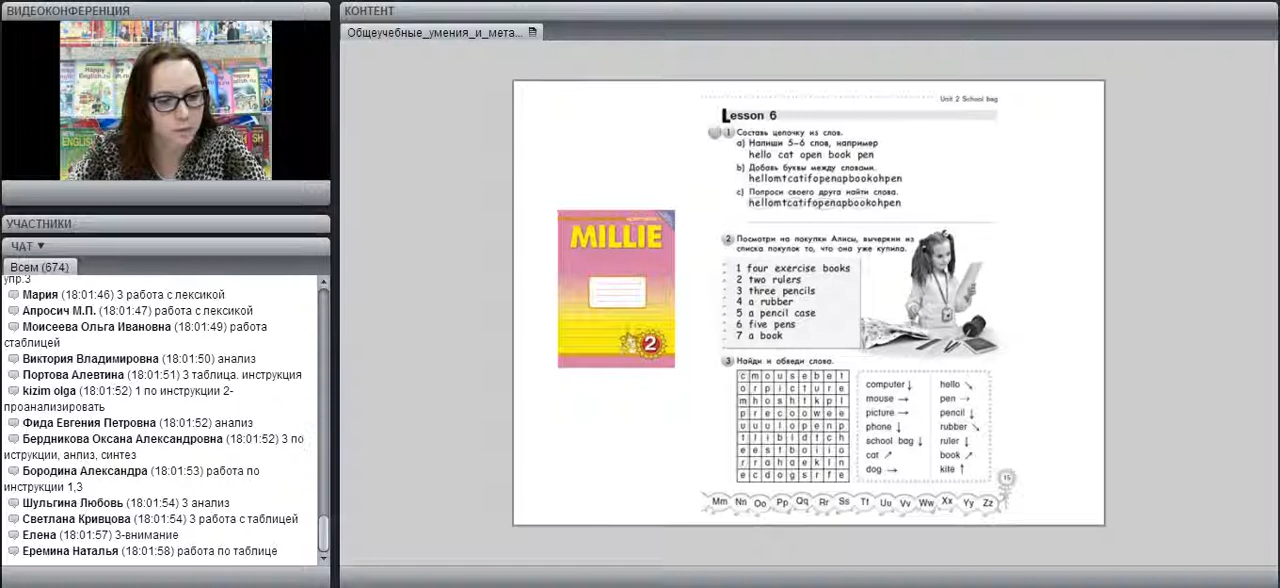 ВИДЕОКОНФЕРЕНЦИЯ
Happy
English.ru
ENGLISH
УЧАСТНИКИ
ЧАТ ▼
Всем (674)
упр.3
Мария (18:01:46) 3 работа с лексикой
Апросич М.П. (18:01:47) работа с лексикой
Моисеева Ольга Ивановна (18:01:49) работа
стаблицей
Виктория Владимировна (18:01:50) анализ
Портова Алевтина (18:01:51) 3 таблица. инструкция
kizim olga (18:01:52) 1 по инструкции 2-
проанализировать
Фида Евгения Петровна (18:01:52) анализ
Бердникова Оксана Александровна (18:01:52) 3 по
иструкции, анлиз, синтез
Бородина Александра (18:01:53) работа по
инструкции 1,3
Шульгина Любовь (18:01:54) 3 анализ
Светлана Кривцова (18:01:54) 3 работа с таблицей
Елена (18:01:57) 3-внимание
Еремина Наталья (18:01:58) работа по таблице
КОНТЕНТ
Общеучебные_умения_и_мета...
MILLIE
2
Unit 2 School bag
Lesson 6
1 Составь цепочку из слов.
a) Напиши 5–6 слов, например
hello cat open book pen
b) Добавь буквы между словами.
hellomtcatifopenapbookohpen
c) Попроси своего друга найти слова.
hellomtcatifopenapbookohpen
2 Посмотри на покупки Алисы, вычеркни из
списка покупок то, что она уже купила.
1 four exercise books
2 two rulers
3 three pencils
4 a rubber
5 a pencil case
6 five pens
7 a book
3 Найди и обведи слова.
c m o u s e b e t
o r p i c t u r e
m h o s h t k p l
p r e c o o w e e
u u u l o p e n p
t l i b l d t c h
e e s t b a i i o
r r a h a e k l n
e c d o g s r f e
computer ↓
mouse →
picture →
phone ↓
school bag ↓
cat ↗
dog →
hello ↘
pen →
pencil ↓
rubber ↘
ruler ↓
book ↗
kite ↑
15
Mm Nn Oo Pp Qq Rr Ss Tt Uu Vv Ww Xx Yy Zz